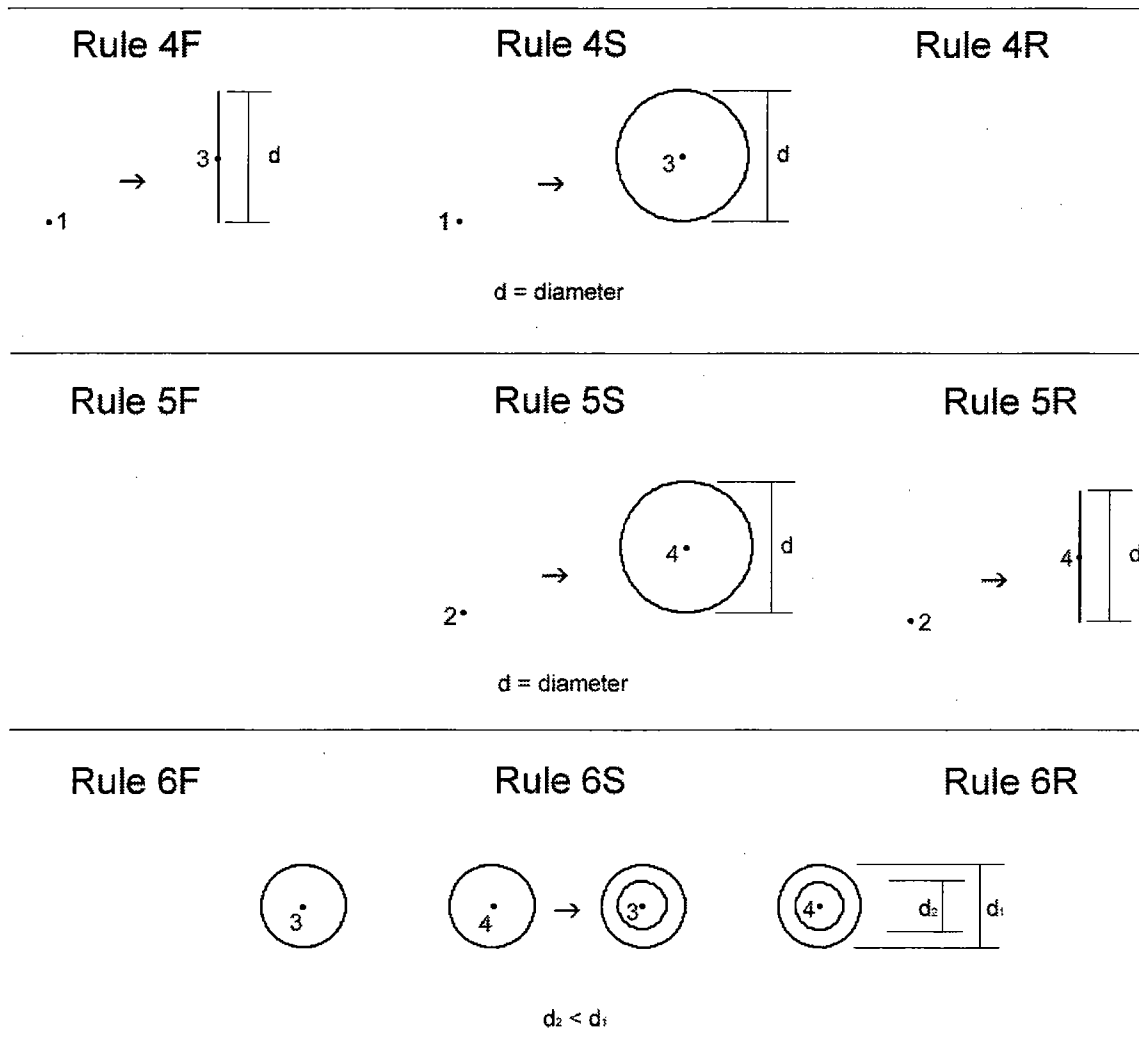 Rule 4F Rule 4S Rule 4R
3 d 3 d
→ →
1 1
d = diameter
Rule 5F Rule 5S Rule 5R
4 d 4 d
→ →
2 2
d = diameter
Rule 6F Rule 6S Rule 6R
3 4 → 3 4 d₂ d₁
d₂ < d₁